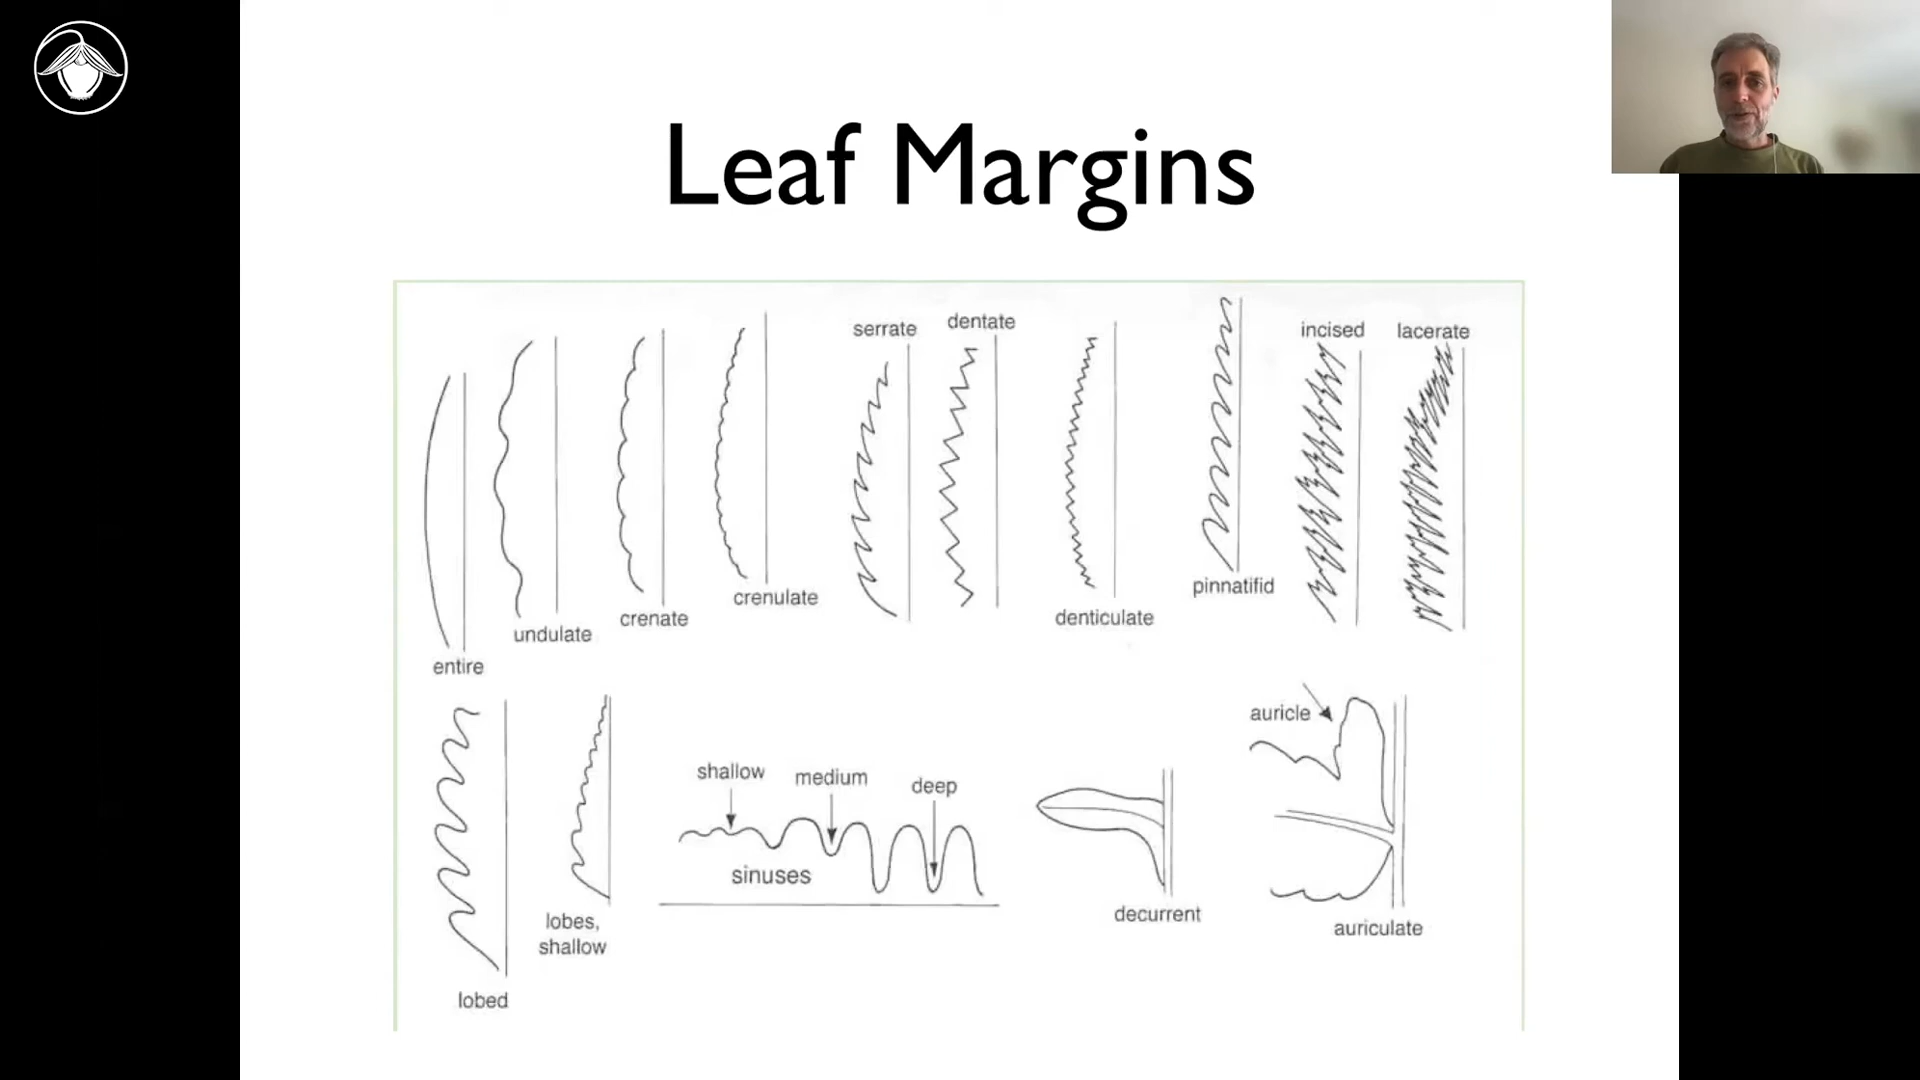 Leaf Margins
serrate
dentate
incised
lacerate
entire
undulate
crenate
crenulate
denticulate
pinnatifid
lobed
lobes,
shallow
shallow
medium
deep
sinuses
decurrent
auricle
auriculate